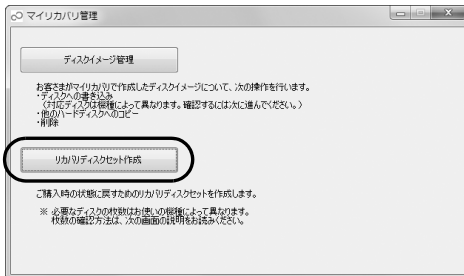 マイリカバリ管理
ディスクイメージ管理
お客さまがマイリカバリで作成したディスクイメージについて、次の操作を行います。
・ディスクへの書き込み
（対応ディスクは機種によって異なります。確認するには次に進んでください。）
・他のハードディスクへのコピー
・削除
リカバリディスクセット作成
ご購入時の状態に戻すためのリカバリディスクセットを作成します。
※ 必要なディスクの枚数はお使いの機種によって異なります。
枚数の確認方法は、次の画面の説明をお読みください。